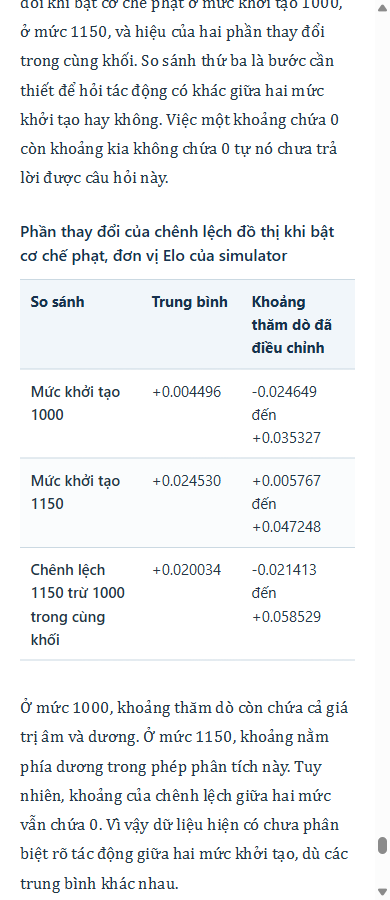 đổi khi bật cơ chế phạt ở mức khởi tạo 1000,
ở mức 1150, và hiệu của hai phần thay đổi
trong cùng khối. So sánh thứ ba là bước cần
thiết để hỏi tác động có khác giữa hai mức
khởi tạo hay không. Việc một khoảng chứa 0
còn khoảng kia không chứa 0 tự nó chưa trả
lời được câu hỏi này.
Phần thay đổi của chênh lệch đồ thị khi bật
cơ chế phạt, đơn vị Elo của simulator
So sánh Trung bình Khoảng
thăm dò đã
điều chỉnh
Mức khởi tạo +0.004496 -0.024649
1000 đến
+0.035327
Mức khởi tạo +0.024530 +0.005767
1150 đến
+0.047248
Chênh lệch +0.020034 -0.021413
1150 trừ 1000 đến
trong cùng +0.058529
khối
Ở mức 1000, khoảng thăm dò còn chứa cả giá
trị âm và dương. Ở mức 1150, khoảng nằm
phía dương trong phép phân tích này. Tuy
nhiên, khoảng của chênh lệch giữa hai mức
vẫn chứa 0. Vì vậy dữ liệu hiện có chưa phân
biệt rõ tác động giữa hai mức khởi tạo, dù các
trung bình khác nhau.